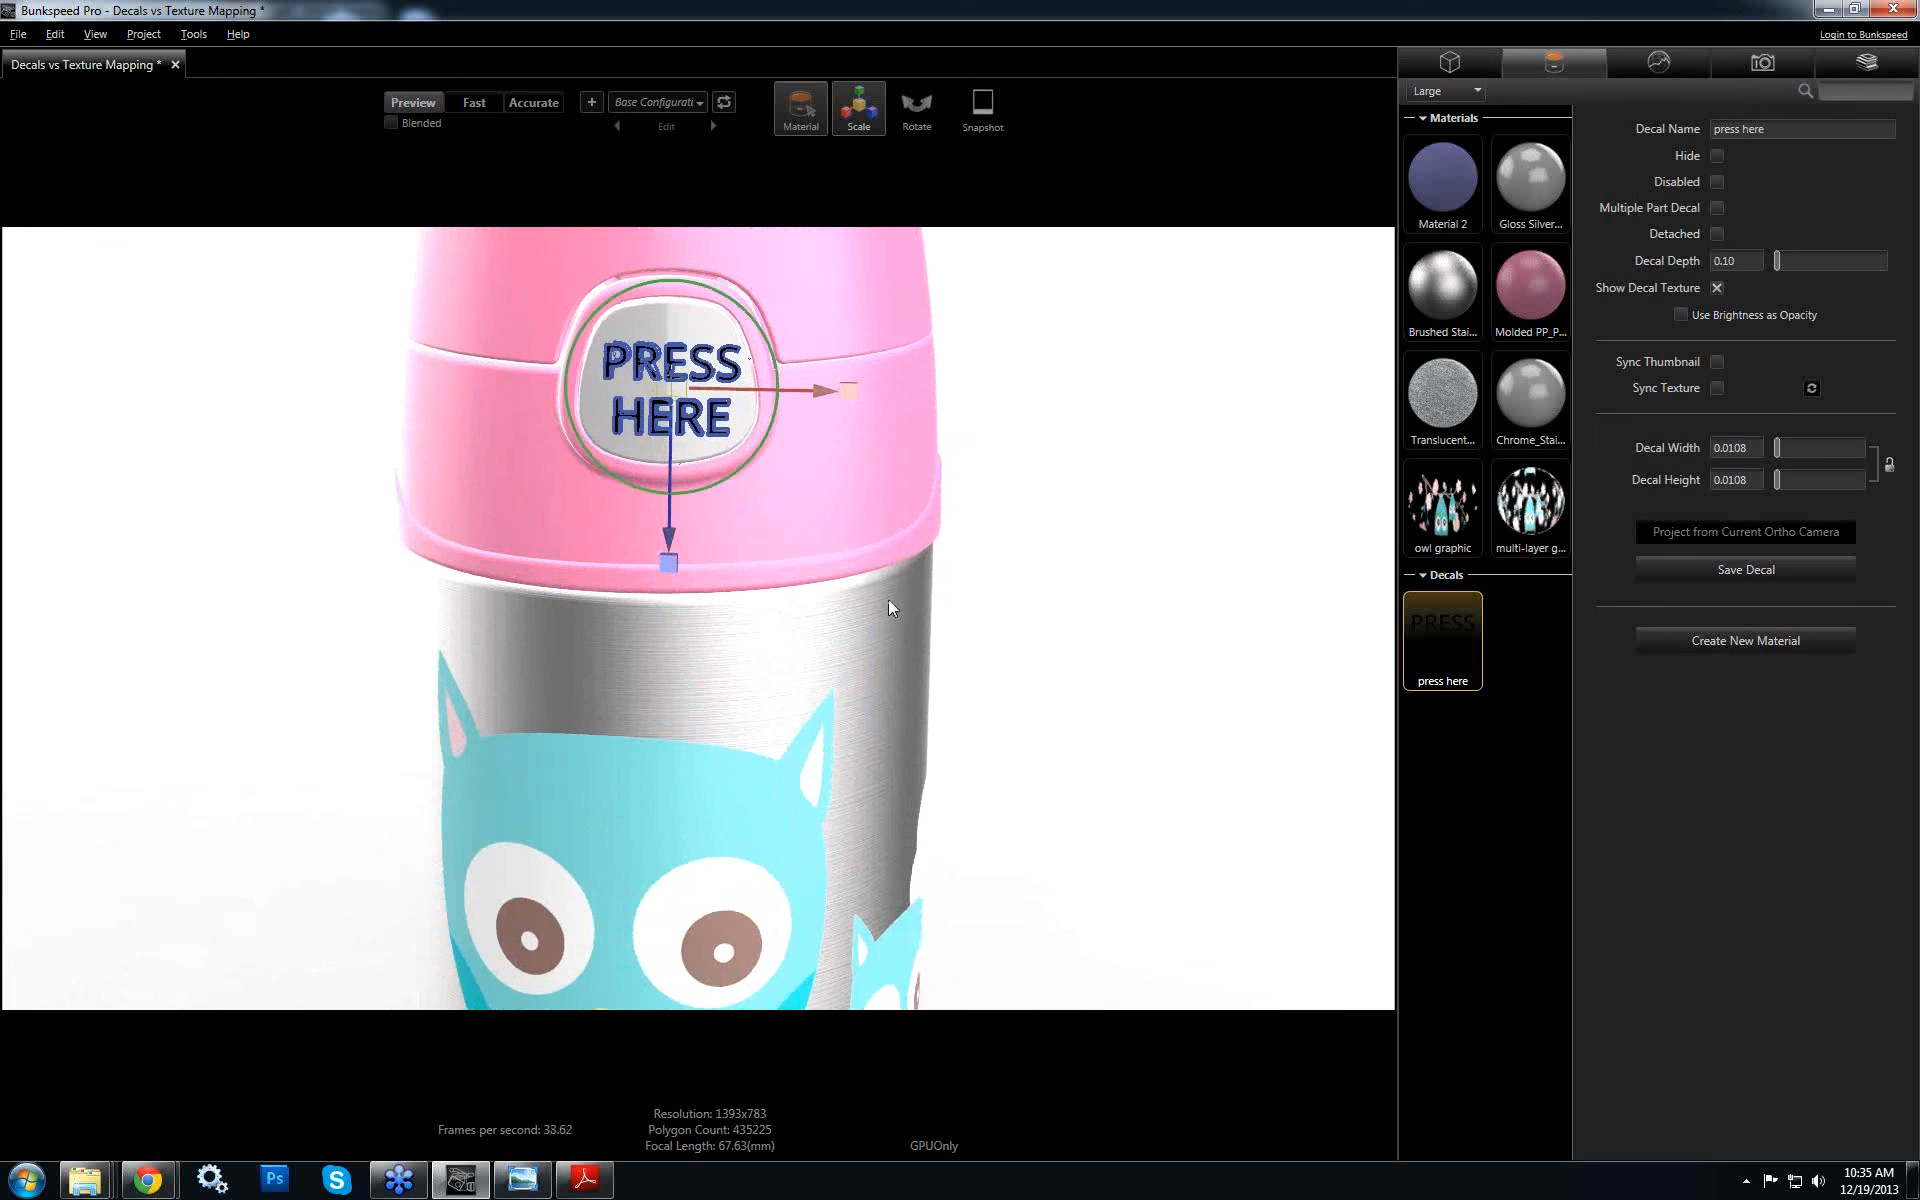 Bunkspeed Pro - Decals vs Texture Mapping *
File Edit View Project Tools Help
Login to Bunkspeed
Decals vs Texture Mapping *
Preview Fast Accurate
Blended
Base Configurati
Edit
Material Scale Rotate Snapshot
Large
Materials
Material 2
Gloss Silver...
Brushed Stai...
Molded PP_P...
Translucent...
Chrome_Stai...
owl graphic
multi-layer g...
Decals
PRESS
press here
Decal Name press here
Hide
Disabled
Multiple Part Decal
Detached
Decal Depth 0.10
Show Decal Texture
Use Brightness as Opacity
Sync Thumbnail
Sync Texture
Decal Width 0.0108
Decal Height 0.0108
Project from Current Ortho Camera
Save Decal
Create New Material
PRESS
HERE
Frames per second: 38.62
Resolution: 1393x783
Polygon Count: 435225
Focal Length: 67.63(mm)
GPUOnly
Ps
10:35 AM
12/19/2013